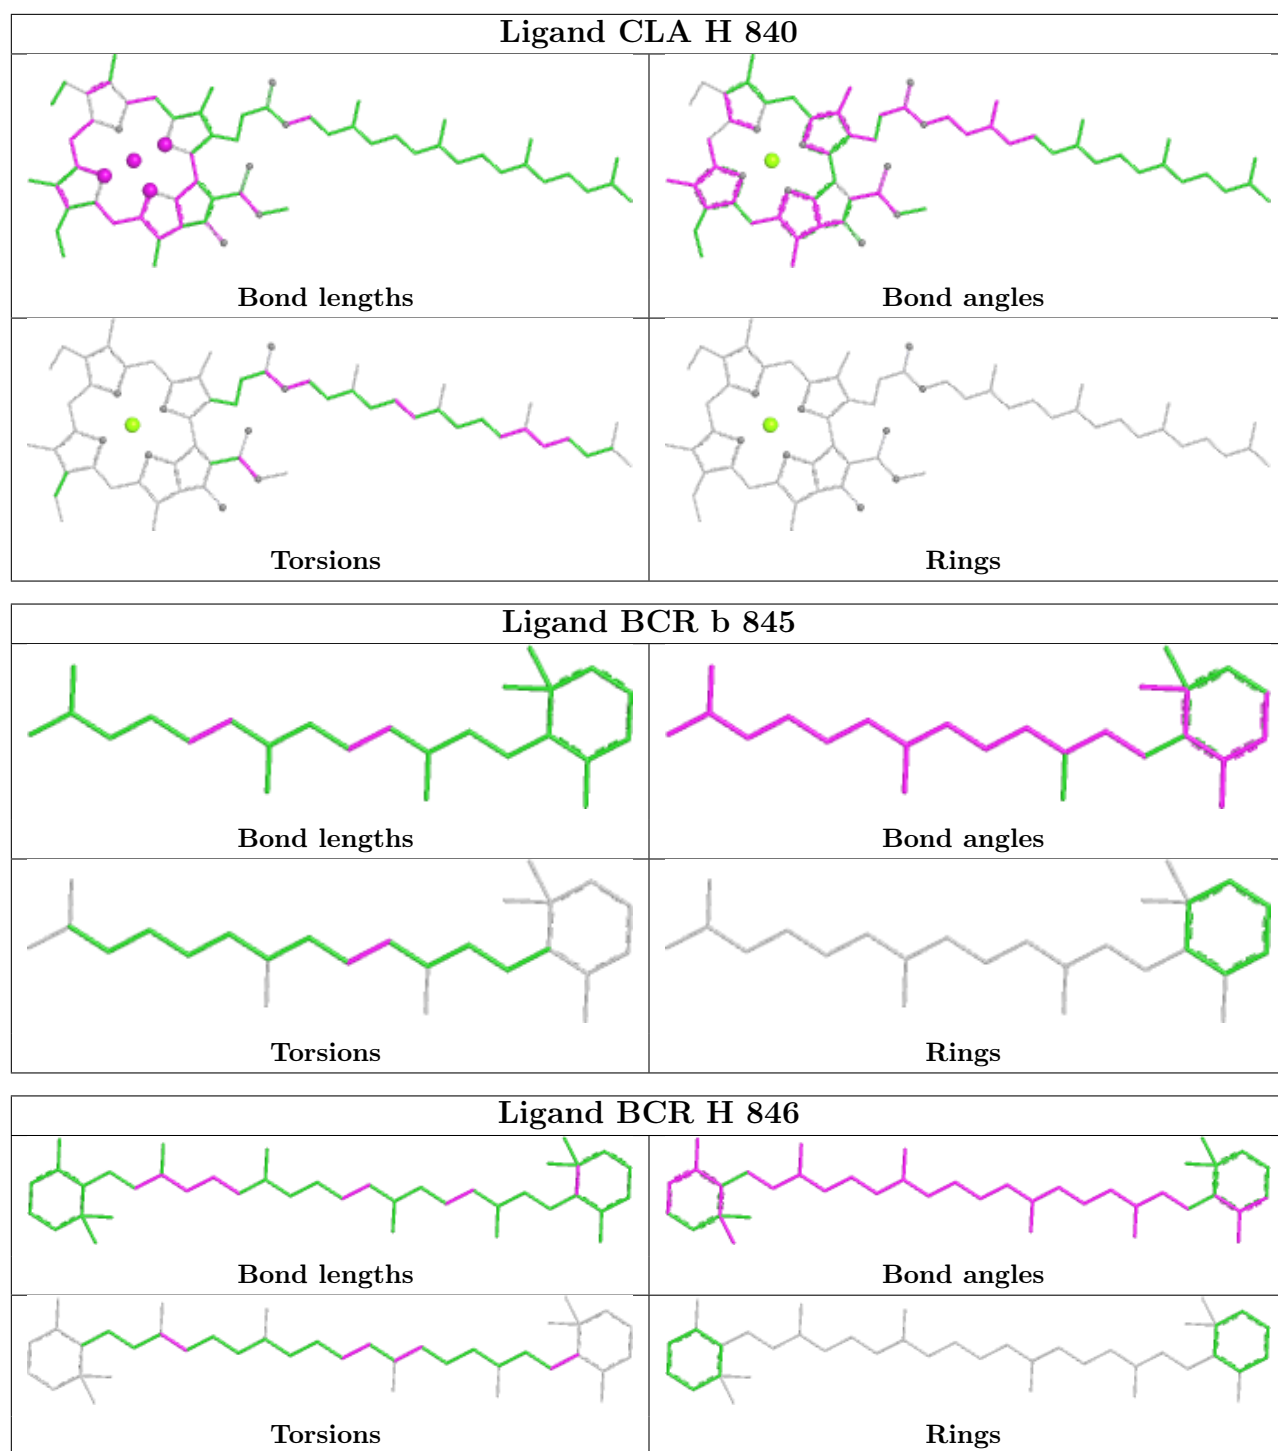 Ligand CLA H 840
Bond lengths
Bond angles
Torsions
Rings
Ligand BCR b 845
Bond lengths
Bond angles
Torsions
Rings
Ligand BCR H 846
Bond lengths
Bond angles
Torsions
Rings